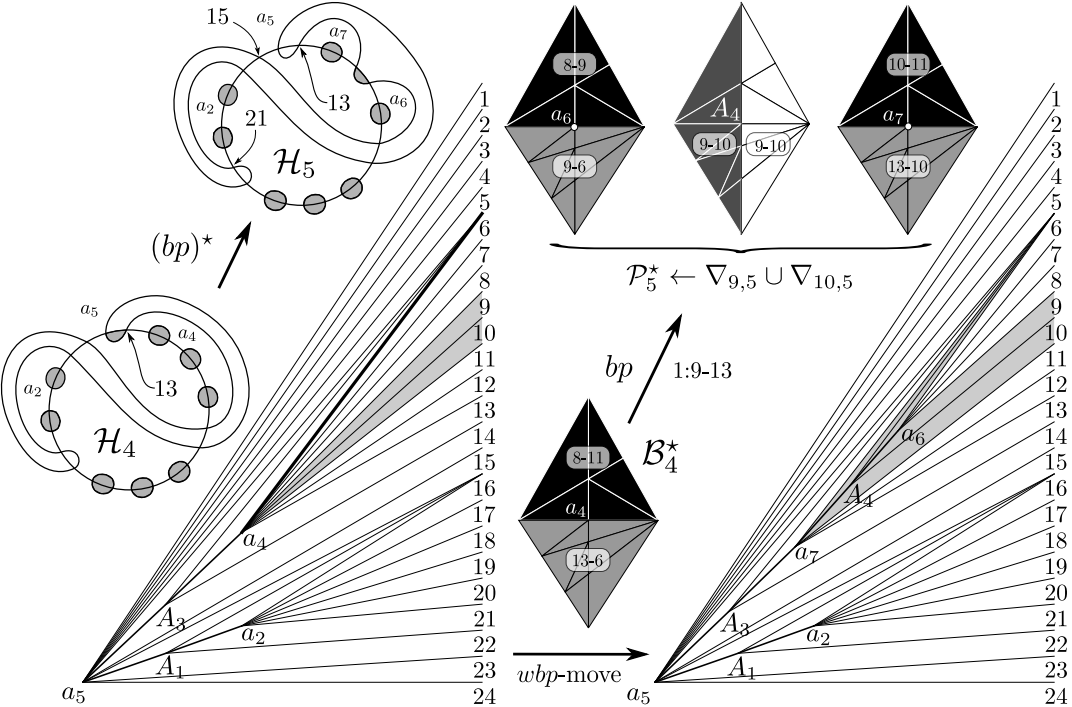 15
a₅
a₇
a₂
a₆
21
13
ℋ₅
(bp)⋆
a₅
a₄
a₂
13
ℋ₄
1
2
3
4
5
6
7
8
9
10
11
12
13
14
15
16
17
18
19
20
21
22
23
24
a₄
A₃
a₂
A₁
a₅
8-9
a₆
9-6
A₄
9-10
9-10
10-11
a₇
13-10
𝒫₅⋆ ← ∇₉,₅ ∪ ∇₁₀,₅
bp
1:9-13
8-11
ℬ₄⋆
a₄
13-6
wbp-move
1
2
3
4
5
6
7
8
9
10
11
12
13
14
15
16
17
18
19
20
21
22
23
24
a₆
A₄
a₇
A₃
a₂
A₁
a₅